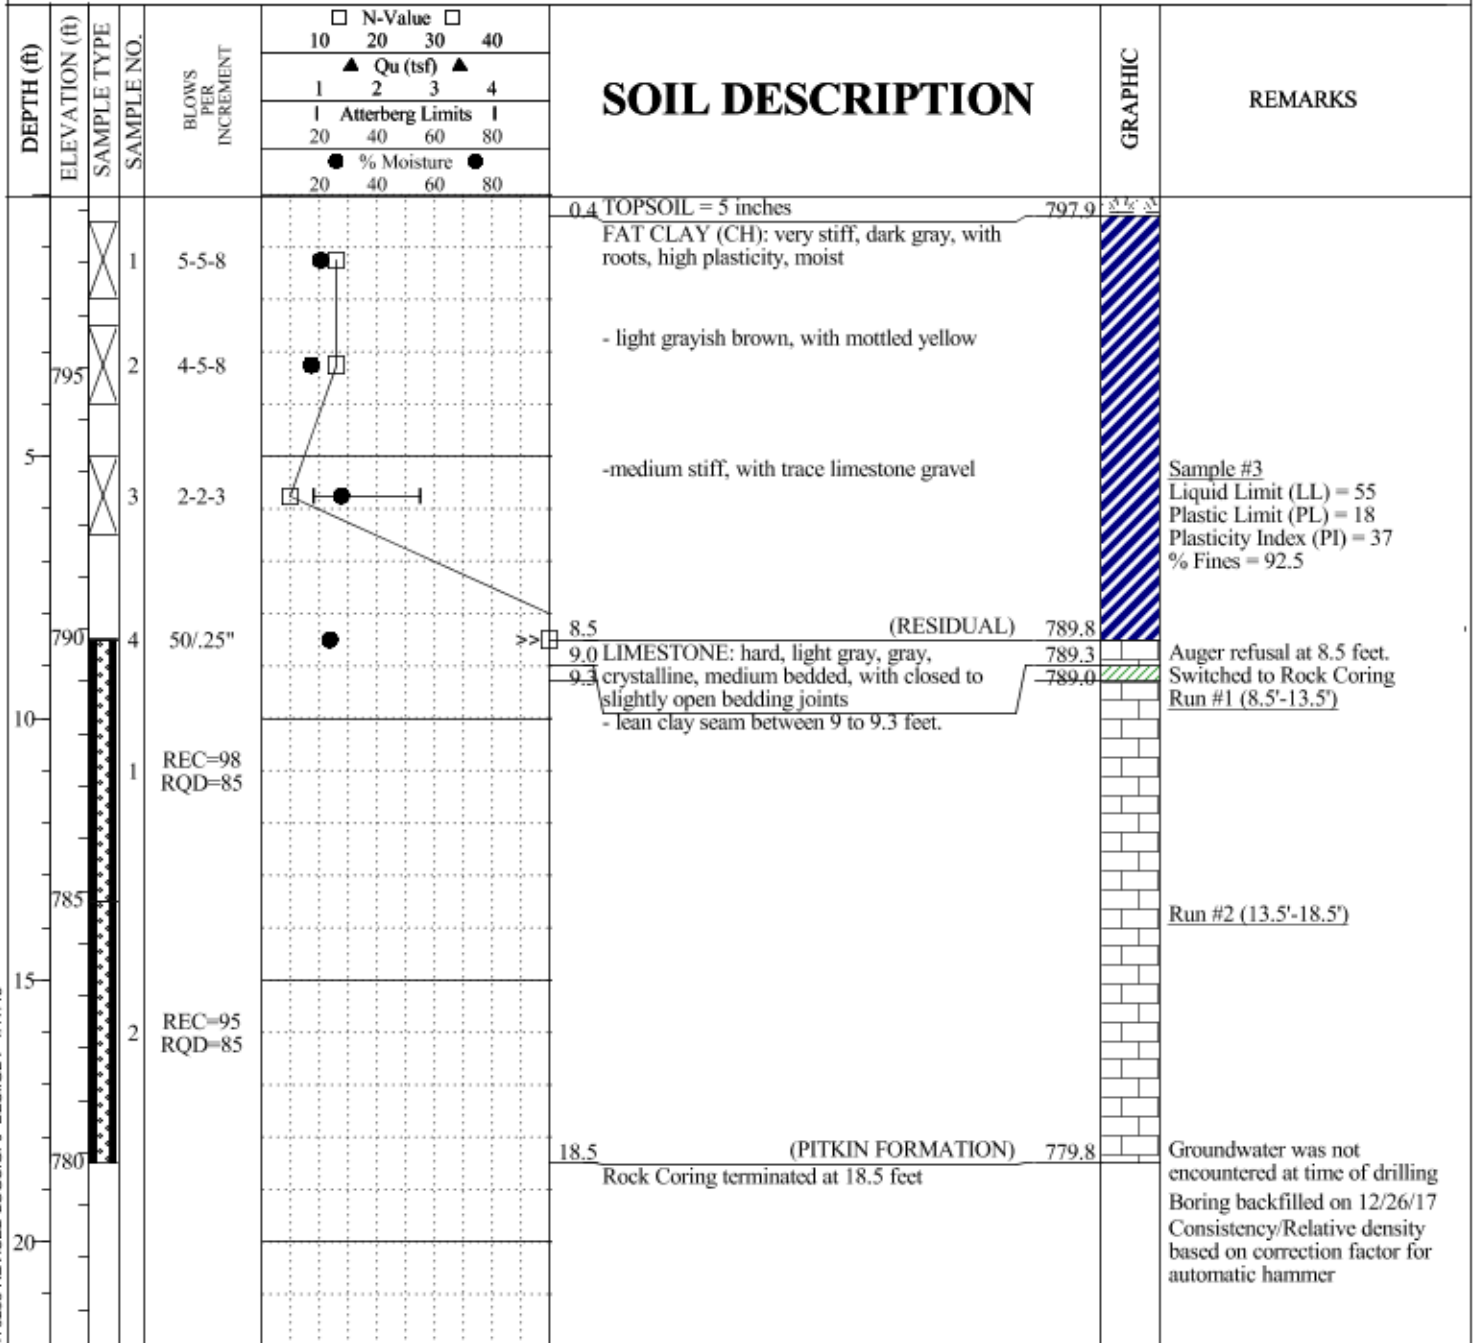 DEPTH (ft)
ELEVATION (ft)
SAMPLE TYPE
SAMPLE NO.
BLOWS
PER
INCREMENT
N-Value
10 20 30 40
Qu (tsf)
1 2 3 4
Atterberg Limits
20 40 60 80
% Moisture
20 40 60 80
SOIL DESCRIPTION
GRAPHIC
REMARKS
0.4 TOPSOIL = 5 inches 797.9
FAT CLAY (CH): very stiff, dark gray, with
roots, high plasticity, moist
1 5-5-8
- light grayish brown, with mottled yellow
795 2 4-5-8
5
-medium stiff, with trace limestone gravel
3 2-2-3
Sample #3
Liquid Limit (LL) = 55
Plastic Limit (PL) = 18
Plasticity Index (PI) = 37
% Fines = 92.5
790 4 50/.25" >>
8.5 (RESIDUAL) 789.8
9.0 LIMESTONE: hard, light gray, gray, 789.3
9.3 crystalline, medium bedded, with closed to 789.0
slightly open bedding joints
- lean clay seam between 9 to 9.3 feet.
Auger refusal at 8.5 feet.
Switched to Rock Coring
Run #1 (8.5'-13.5')
10
1 REC=98
RQD=85
785
Run #2 (13.5'-18.5')
15
2 REC=95
RQD=85
780
18.5 (PITKIN FORMATION) 779.8
Rock Coring terminated at 18.5 feet
Groundwater was not
encountered at time of drilling
Boring backfilled on 12/26/17
Consistency/Relative density
based on correction factor for
automatic hammer
20